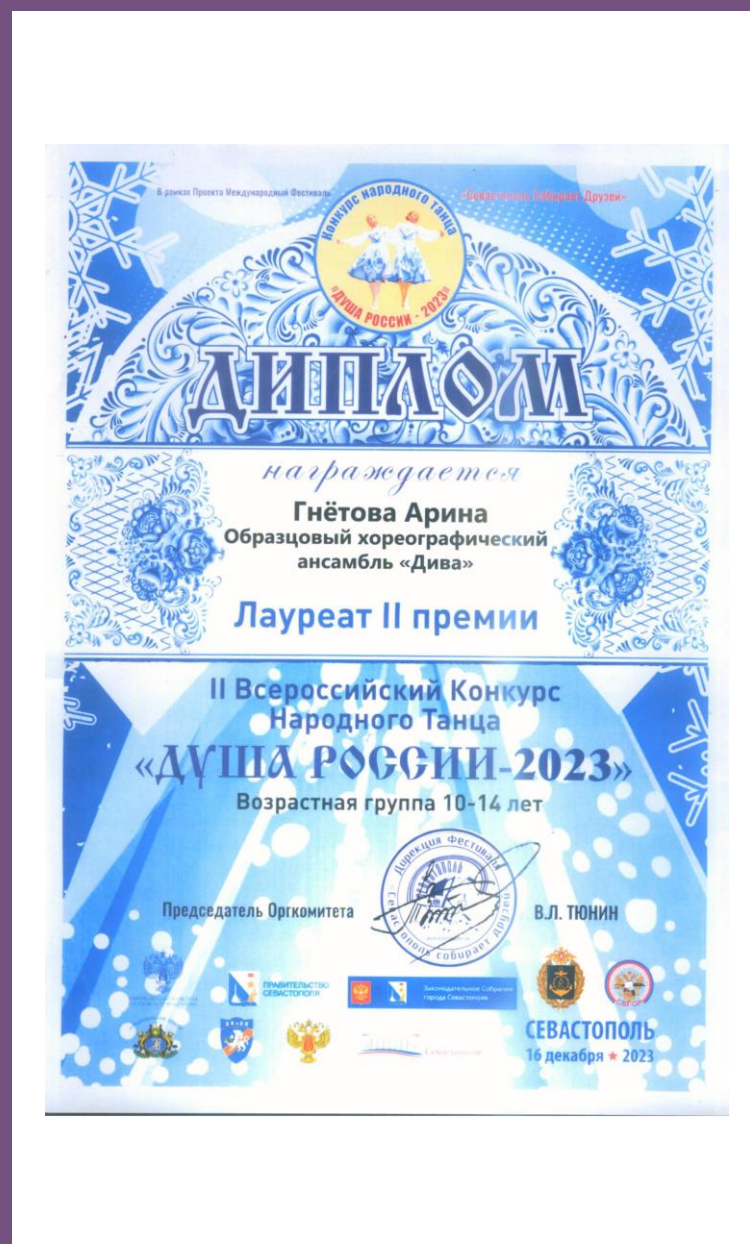 В рамках Проекта Международный Фестиваль «Севастополь Собирает Друзей»
Конкурс народного танца
«ДУША РОССИИ - 2023»
ДИПЛОМ
награждается
Гнётова Арина
Образцовый хореографический
ансамбль «Дива»
Лауреат II премии
II Всероссийский Конкурс
Народного Танца
«ДУША РОССИИ-2023»
Возрастная группа 10-14 лет
Дирекция Фестиваля
Севастополь собирает друзей
Председатель Оргкомитета
В.Л. ТЮНИН
ПРАВИТЕЛЬСТВО
СЕВАСТОПОЛЯ
Законодательное Собрание
города Севастополя
СЕВАСТОПОЛЬ
16 декабря ★ 2023